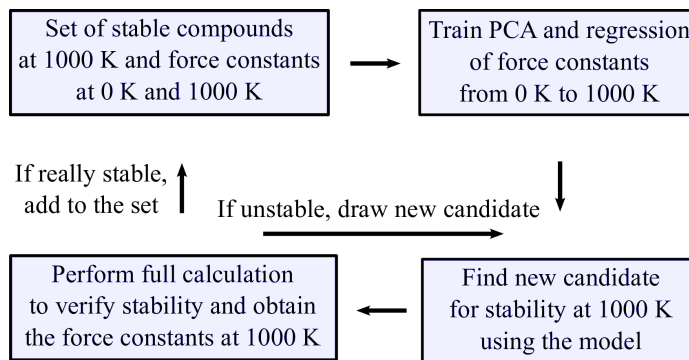 Set of stable compounds
at 1000 K and force constants
at 0 K and 1000 K
Train PCA and regression
of force constants
from 0 K to 1000 K
If really stable,
add to the set
If unstable, draw new candidate
Perform full calculation
to verify stability and obtain
the force constants at 1000 K
Find new candidate
for stability at 1000 K
using the model